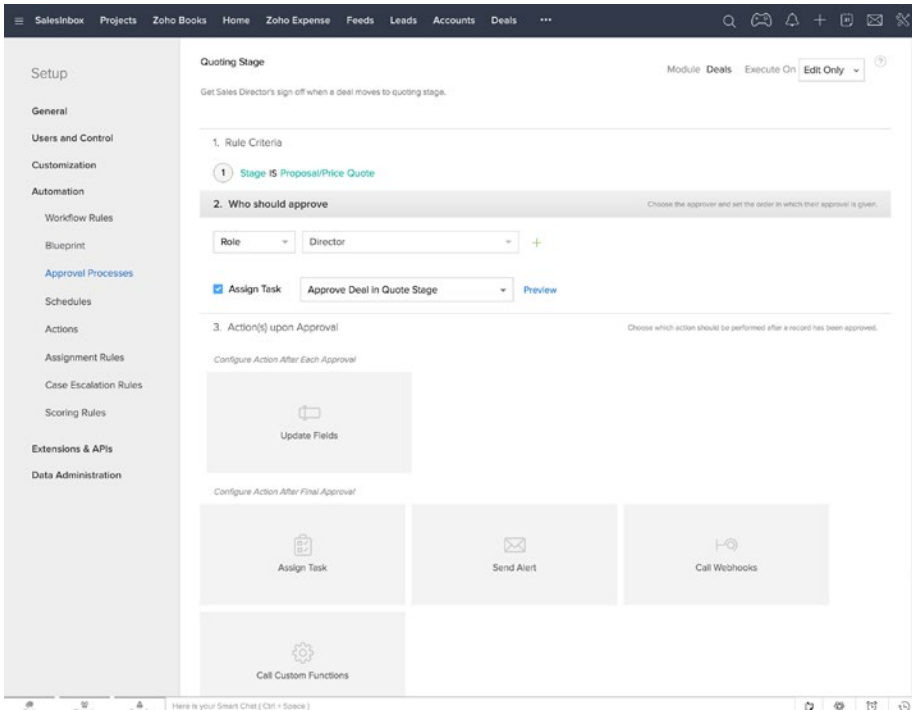 SalesInbox Projects Zoho Books Home Zoho Expense Feeds Leads Accounts Deals •••
Setup
General
Users and Control
Customization
Automation
Workflow Rules
Blueprint
Approval Processes
Schedules
Actions
Assignment Rules
Case Escalation Rules
Scoring Rules
Extensions & APIs
Data Administration
Quoting Stage
Module Deals Execute On Edit Only
?
Get Sales Director's sign off when a deal moves to quoting stage.
1. Rule Criteria
1 Stage IS Proposal/Price Quote
2. Who should approve
Choose the approver and set the order in which their approval is given.
Role Director +
Assign Task Approve Deal in Quote Stage Preview
3. Action(s) upon Approval
Choose which action should be performed after a record has been approved.
Configure Action After Each Approval
Update Fields
Configure Action After Final Approval
Assign Task
Send Alert
Call Webhooks
Call Custom Functions
Here is your Smart Chat ( Ctrl + Space )